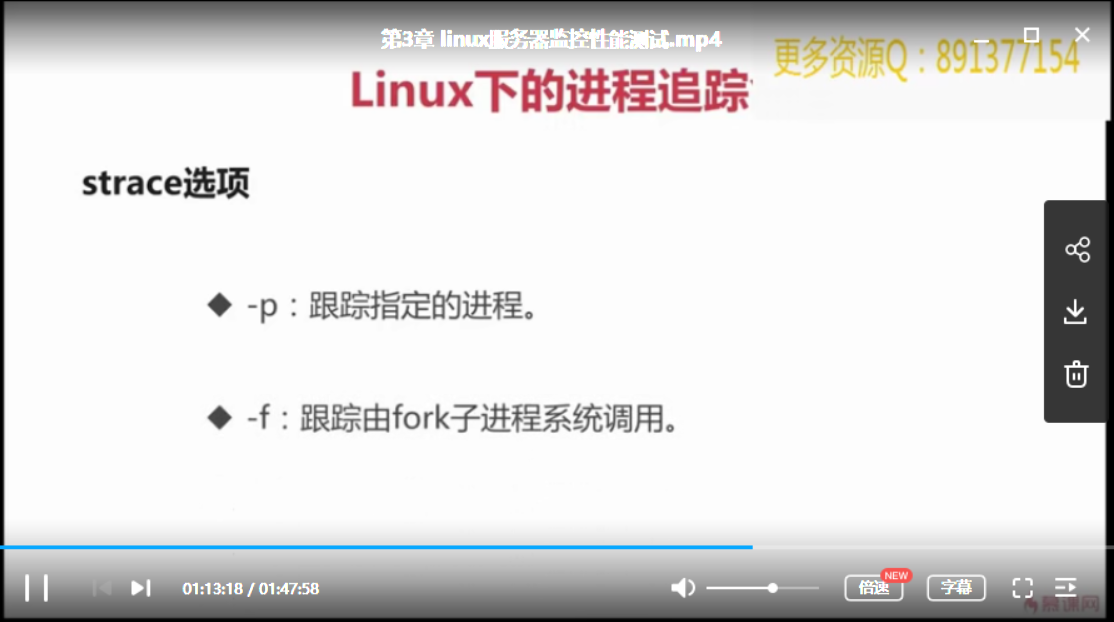 第3章 linux服务器监控性能测试.mp4
更多资源Q：891377154
Linux下的进程追踪
strace选项
◆ -p：跟踪指定的进程。
◆ -f：跟踪由fork子进程系统调用。
01:13:18 / 01:47:58
倍速
NEW
字幕
慕课网